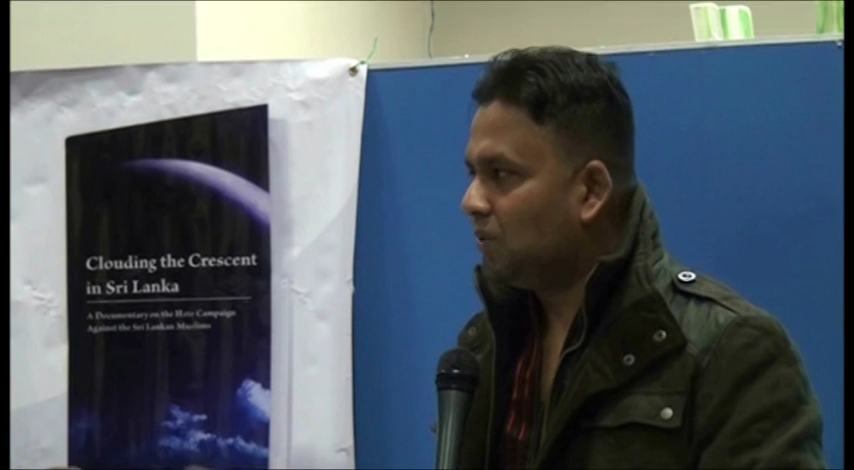 Clouding the Crescent
in Sri Lanka
A Documentary on the Hate Campaign
Against the Sri Lankan Muslims